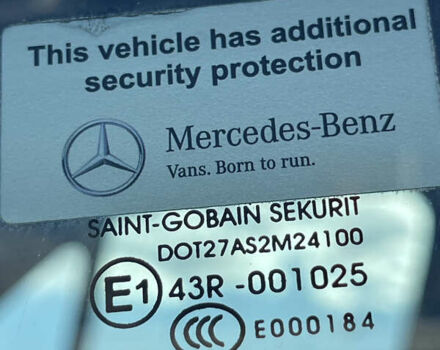 This vehicle has additional
security protection
Mercedes-Benz
Vans. Born to run.
SAINT-GOBAIN SEKURIT
DOT27AS2M24100
E1 43R -001025
CCC E000184